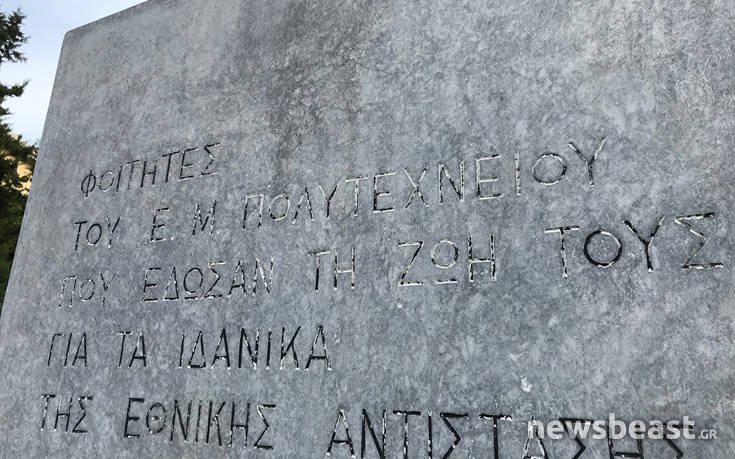 ΦΟΙΤΗΤΕΣ
ΤΟΥ Ε. Μ. ΠΟΛΥΤΕΧΝΕΙΟΥ
ΠΟΥ ΕΔΩΣΑΝ ΤΗ ΖΩΗ ΤΟΥΣ
ΓΙΑ ΤΑ ΙΔΑΝΙΚΑ
ΤΗΣ ΕΘΝΙΚΗΣ ΑΝΤΙΣΤΑΣΗΣ
newsbeast.GR